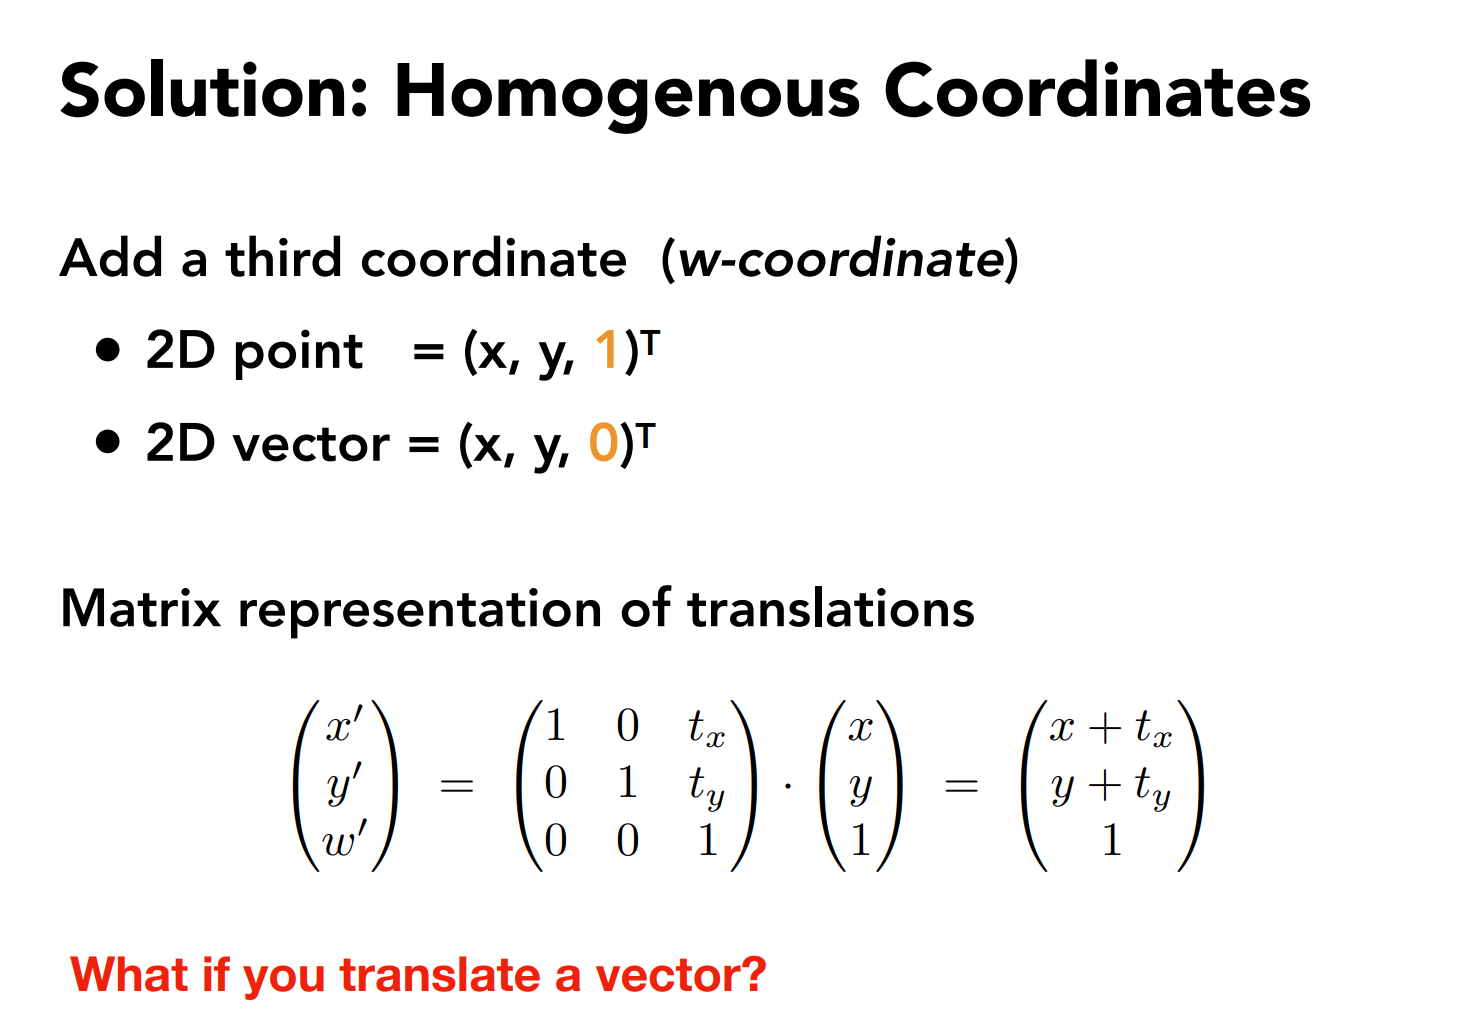 Solution: Homogenous Coordinates
Add a third coordinate (w-coordinate)
• 2D point = (x, y, 1)ᵀ
• 2D vector = (x, y, 0)ᵀ
Matrix representation of translations
$$\begin{pmatrix} x' \\ y' \\ w' \end{pmatrix} = \begin{pmatrix} 1 & 0 & t_x \\ 0 & 1 & t_y \\ 0 & 0 & 1 \end{pmatrix} \cdot \begin{pmatrix} x \\ y \\ 1 \end{pmatrix} = \begin{pmatrix} x + t_x \\ y + t_y \\ 1 \end{pmatrix}$$
What if you translate a vector?